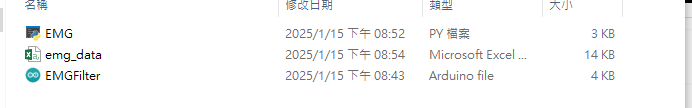 名稱 修改日期 類型 大小
EMG 2025/1/15 下午 08:52 PY 檔案 3 KB
emg_data 2025/1/15 下午 08:54 Microsoft Excel ... 14 KB
EMGFilter 2025/1/15 下午 08:43 Arduino file 4 KB